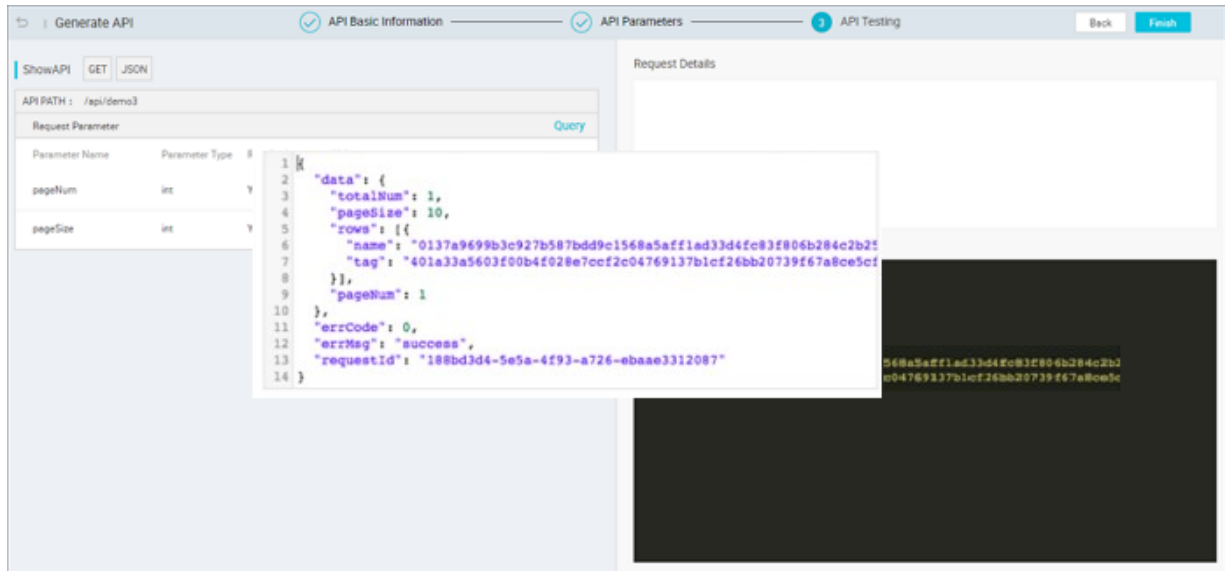 Generate API
API Basic Information
API Parameters
3 API Testing
Back
Finish
ShowAPI GET JSON
API PATH : /api/demo3
Request Parameter Query
Parameter Name Parameter Type
pageNum int
pageSize int
Request Details
1 {
2 "data": {
3 "totalNum": 1,
4 "pageSize": 10,
5 "rows": [{
6 "name": "0137a9699b3c927b587bdd9c1568a5aff1ad33d4fc83f806b284c2b25
7 "tag": "401a33a5603f00b4f028e7ccf2c04769137b1cf26bb20739f67a8ce5cf
8 }],
9 "pageNum": 1
10 },
11 "errCode": 0,
12 "errMsg": "success",
13 "requestId": "188bd3d4-5e5a-4f93-a726-ebaae3312087"
14 }
568a5aff1ad33d4fc83f806b284c2b2
c04769137b1cf26bb20739f67a8ce5c